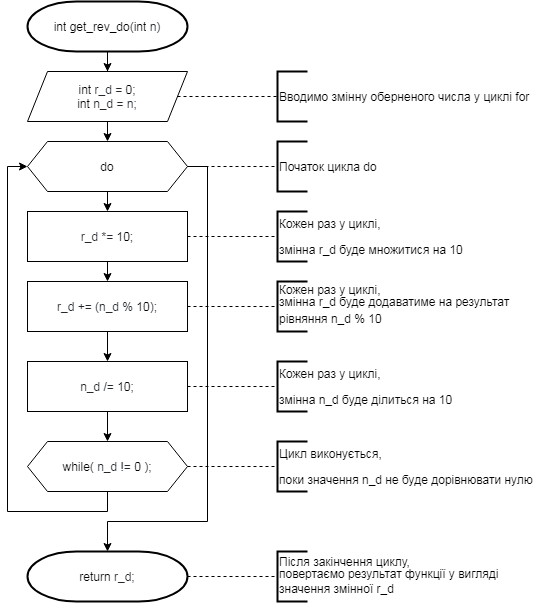 int get_rev_do(int n)
int r_d = 0;
int n_d = n;
Вводимо змінну оберненого числа у циклі for
do
Початок цикла do
r_d *= 10;
Кожен раз у циклі,
змінна r_d буде множитися на 10
r_d += (n_d % 10);
Кожен раз у циклі,
змінна r_d буде додаватиме на результат
рівняння n_d % 10
n_d /= 10;
Кожен раз у циклі,
змінна n_d буде ділиться на 10
while( n_d != 0 );
Цикл виконується,
поки значення n_d не буде дорівнювати нулю
return r_d;
Після закінчення циклу,
повертаємо результат функції у вигляді
значення змінної r_d